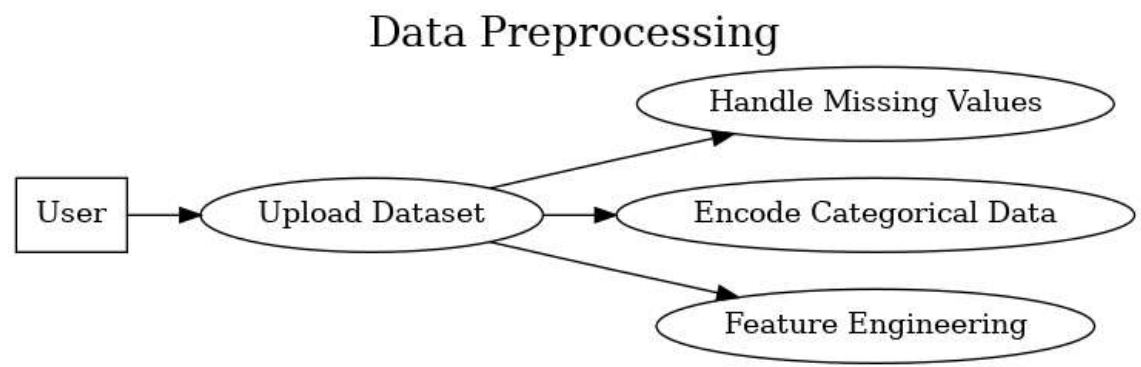 Data Preprocessing
Handle Missing Values
User
Upload Dataset
Encode Categorical Data
Feature Engineering